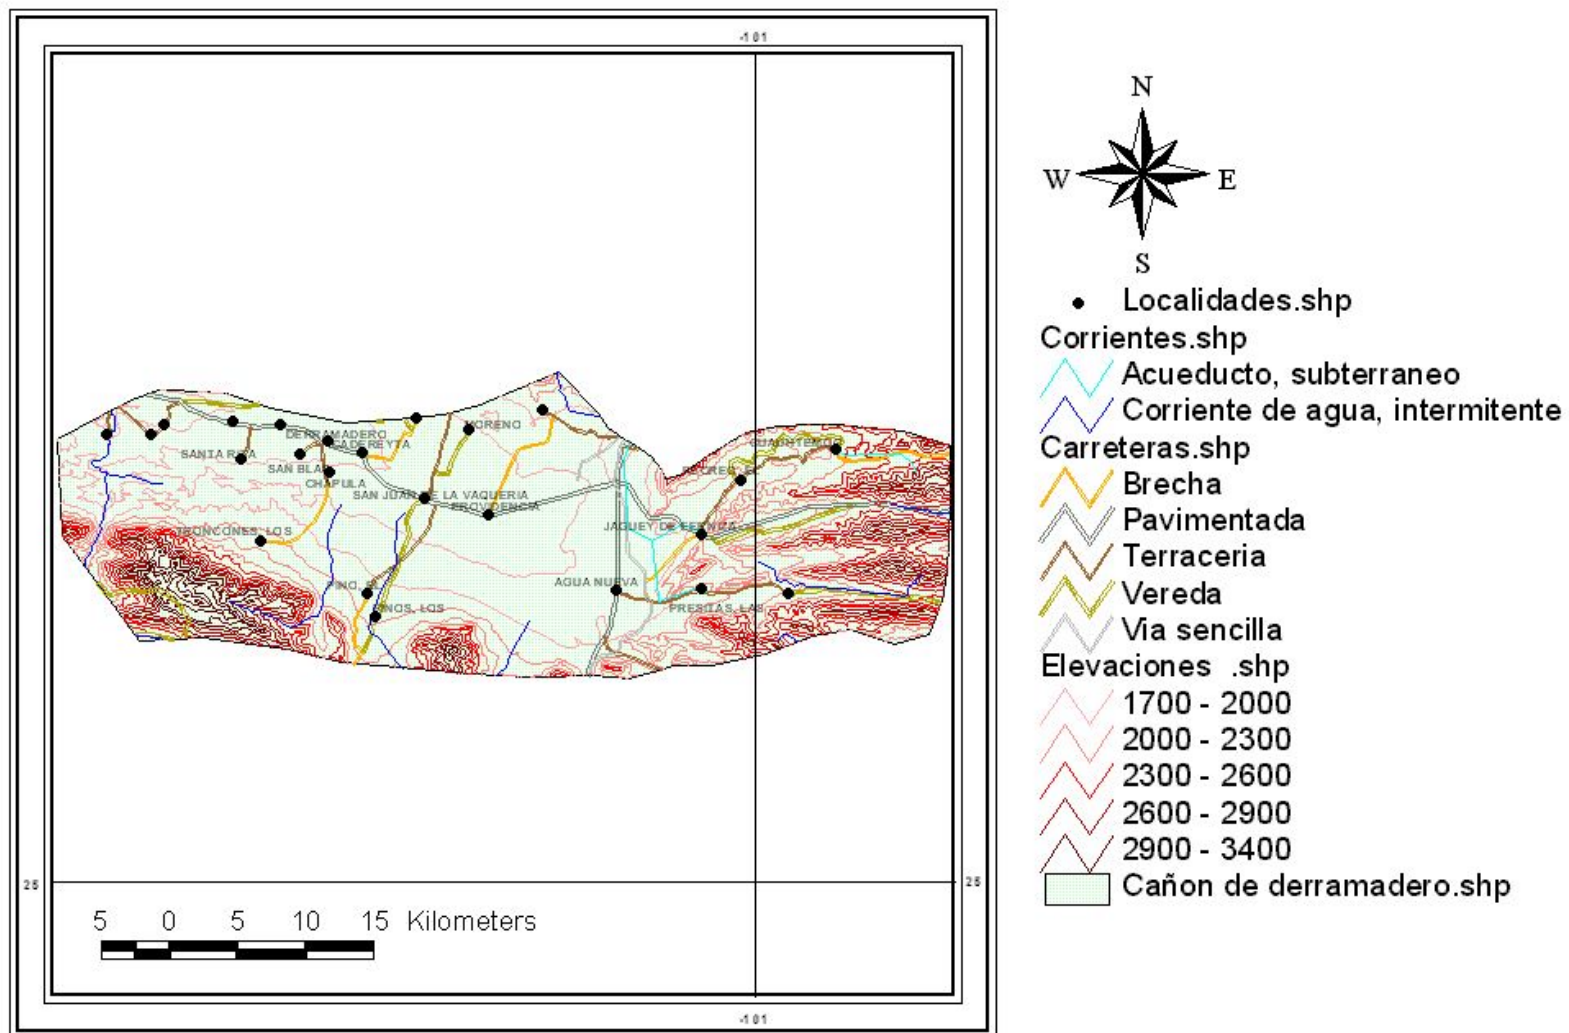 -101
N
W E
S
Localidades.shp
Corrientes.shp
Acueducto, subterraneo
Corriente de agua, intermitente
Carreteras.shp
Brecha
Pavimentada
Terraceria
Vereda
Via sencilla
Elevaciones .shp
1700 - 2000
2000 - 2300
2300 - 2600
2600 - 2900
2900 - 3400
Cañon de derramadero.shp
MORENO
DERRAMADERO
CADEREYTA
SANTA RITA
SAN BLAS
CHAPULA
SAN JUAN DE LA VAQUERIA
PROVIDENCIA
TRONCONES, LOS
AGUA NUEVA
PRESITAS, LAS
25 25
5 0 5 10 15 Kilometers
-101